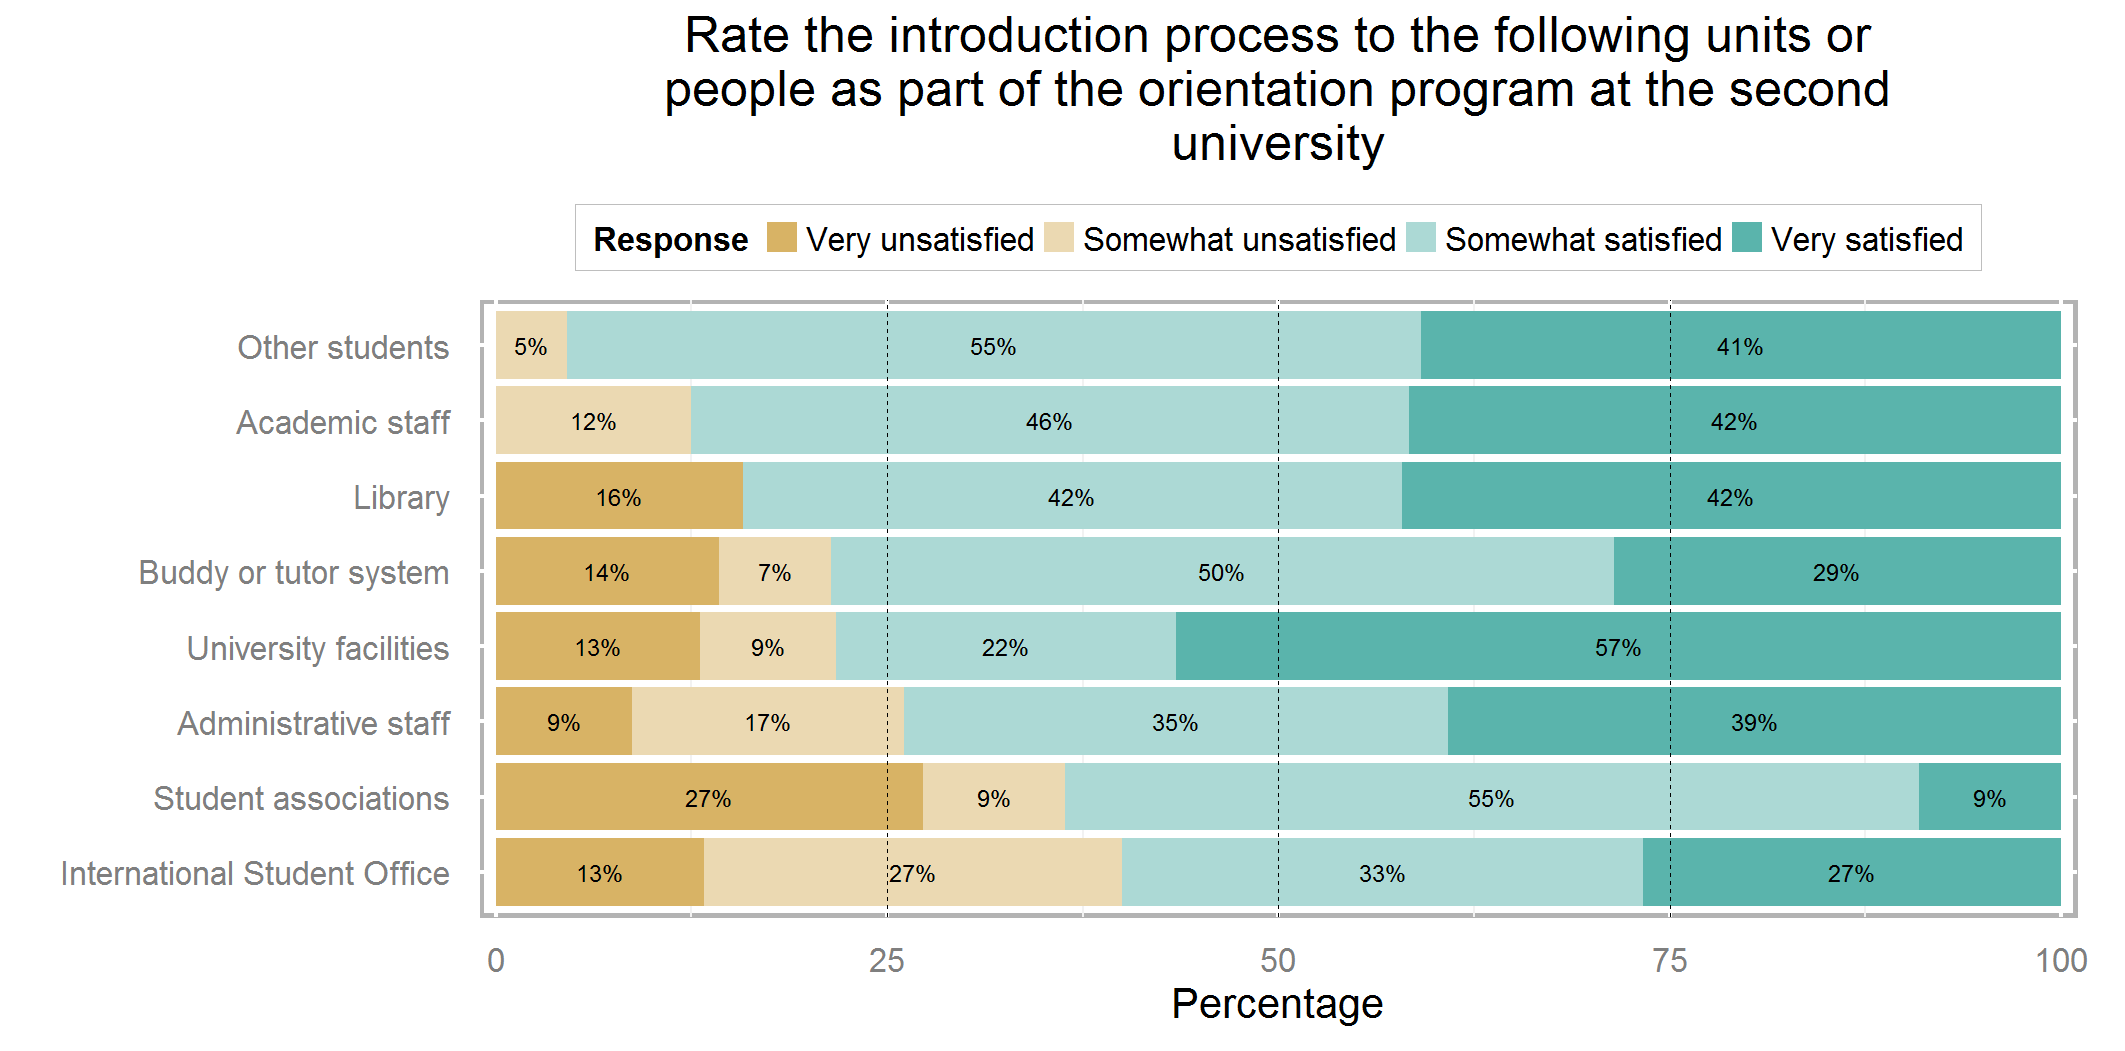 Rate the introduction process to the following units or
people as part of the orientation program at the second
university
Response Very unsatisfied Somewhat unsatisfied Somewhat satisfied Very satisfied
Other students 5% 55% 41%
Academic staff 12% 46% 42%
Library 16% 42% 42%
Buddy or tutor system 14% 7% 50% 29%
University facilities 13% 9% 22% 57%
Administrative staff 9% 17% 35% 39%
Student associations 27% 9% 55% 9%
International Student Office 13% 27% 33% 27%
0 25 50 75 100
Percentage